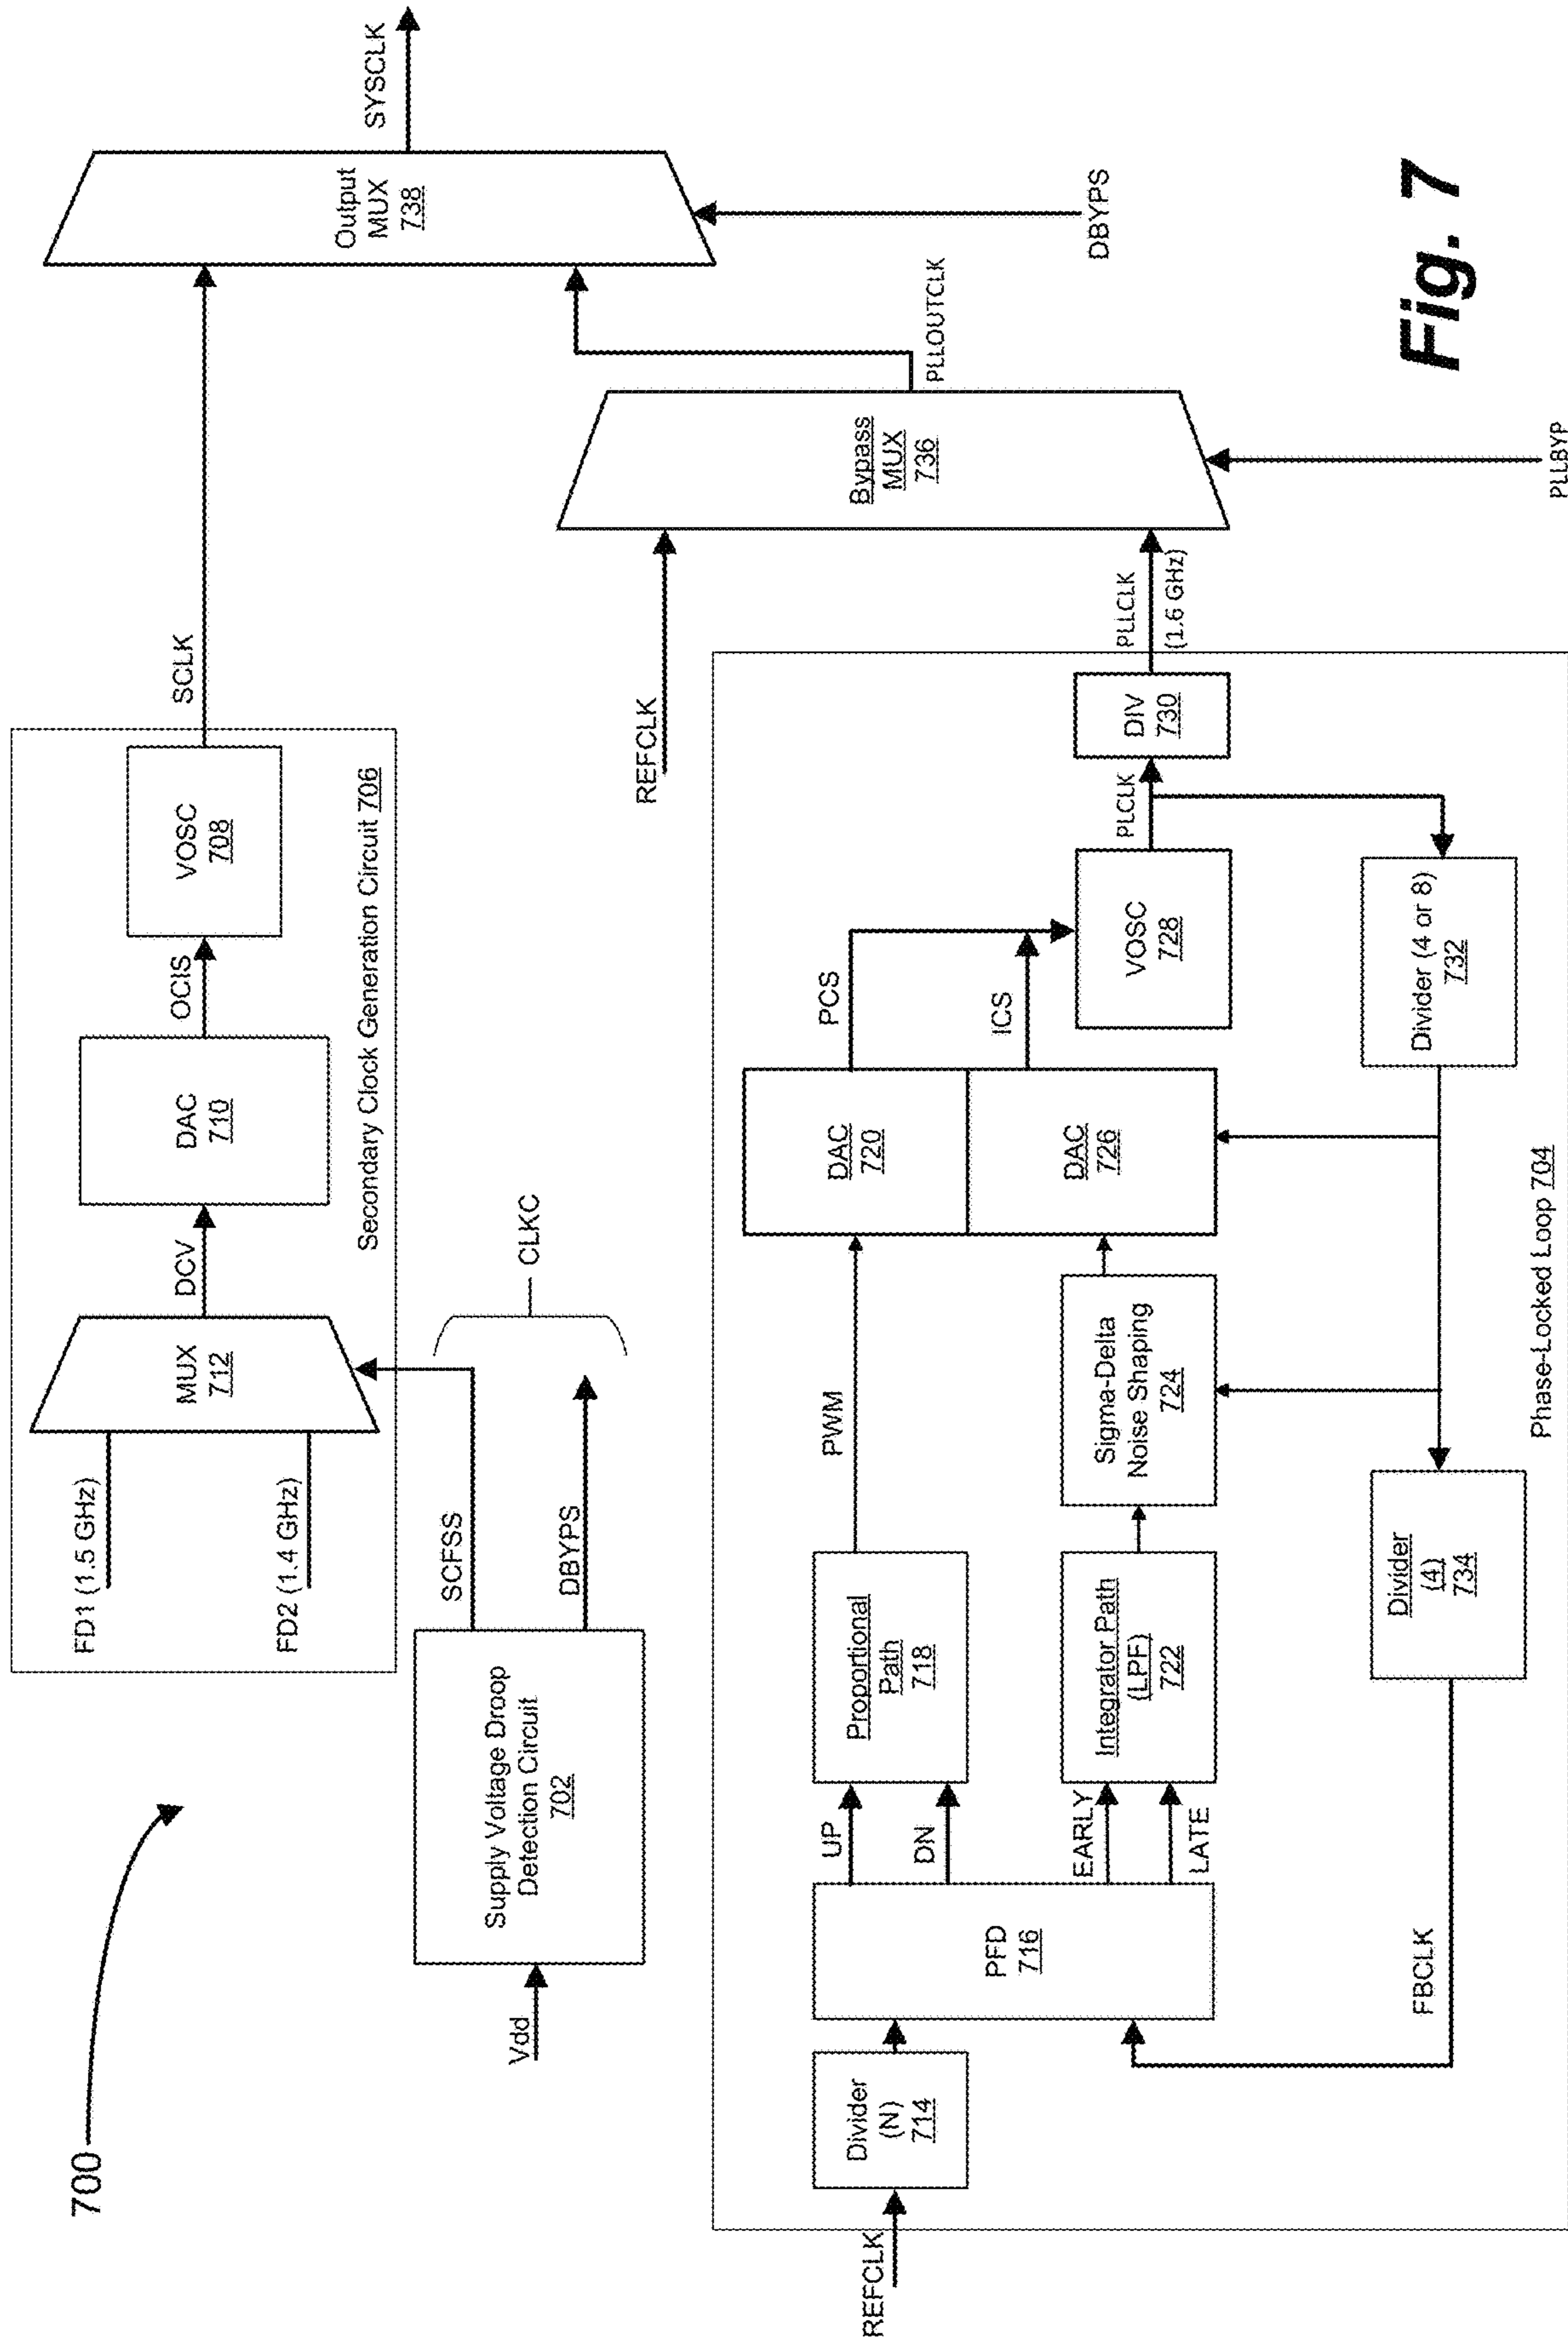 700
FD1 (1.5 GHz)
FD2 (1.4 GHz)
MUX
712
DCV
DAC
710
OCIS
VOSC
708
Secondary Clock Generation Circuit 706
SCLK
Output
MUX
738
SYSCLK
DBYPS
Vdd
Supply Voltage Droop
Detection Circuit
702
SCFSS
DBYPS
CLKC
REFCLK
Bypass
MUX
736
PLLOUTCLK
PLLBYP
REFCLK
Divider
(N)
714
PFD
716
UP
DN
EARLY
LATE
Proportional
Path
718
PWM
DAC
720
PCS
Integrator Path
(LPF)
722
Sigma-Delta
Noise Shaping
724
DAC
726
ICS
VOSC
728
PLCLK
DIV
730
PLLCLK
(1.6 GHz)
FBCLK
Divider
(4)
734
Divider (4 or 8)
732
Phase-Locked Loop 704
Fig. 7